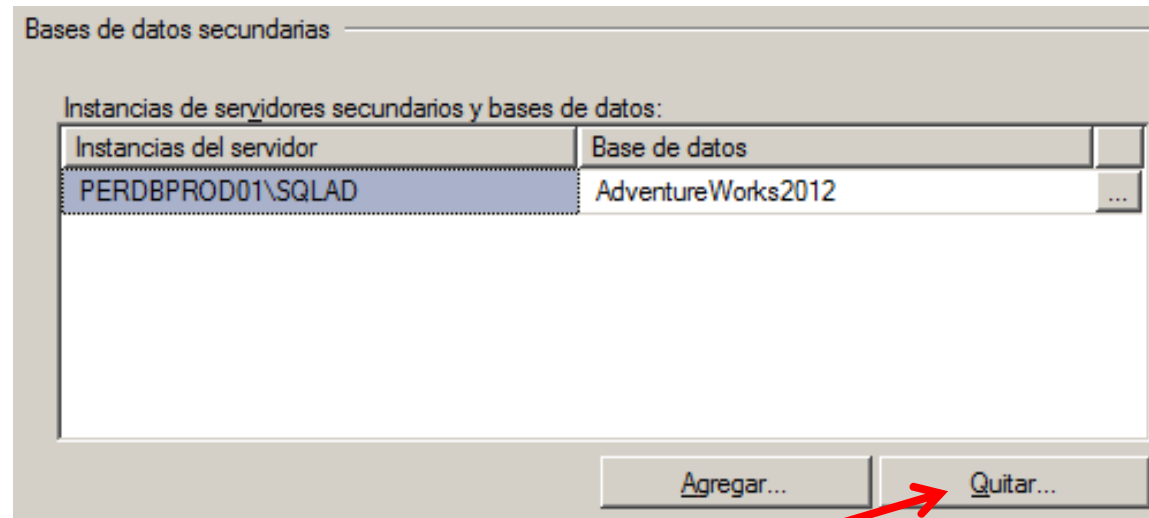 Bases de datos secundarias
Instancias de servidores secundarios y bases de datos:
Instancias del servidor Base de datos
PERDBPROD01\SQLAD AdventureWorks2012 ...
Agregar... Quitar...